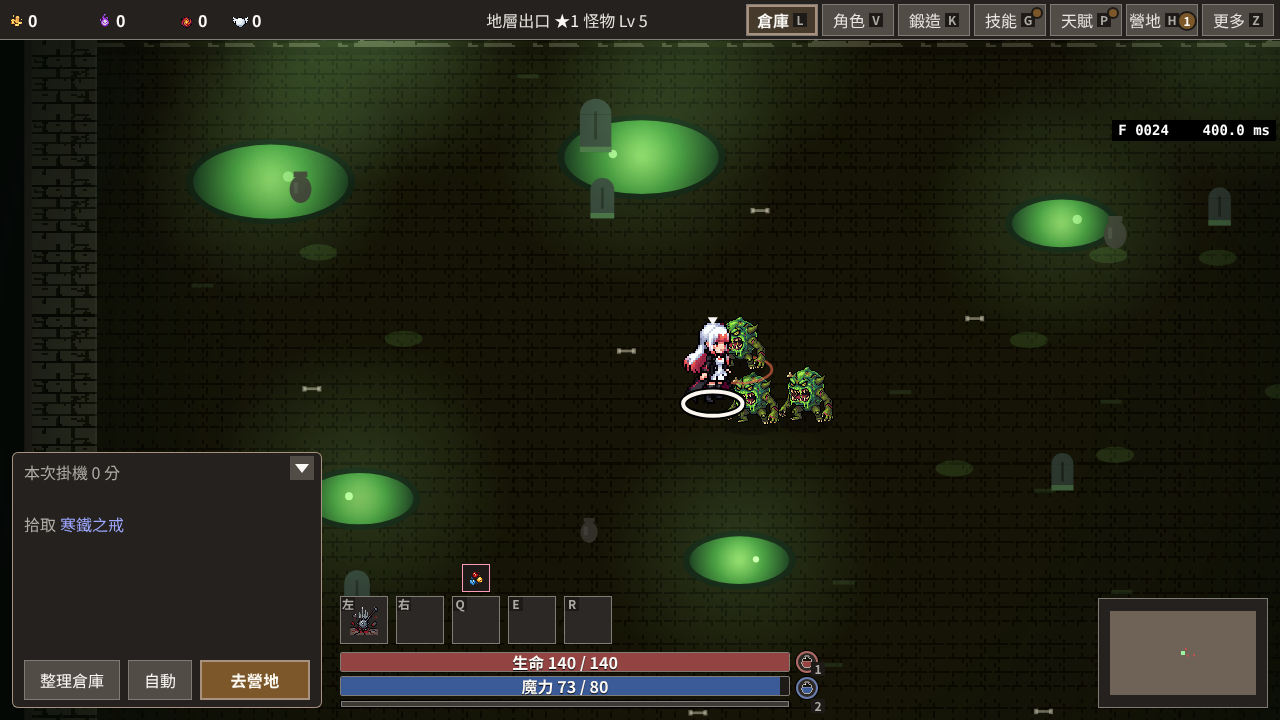 0 0 0 0 地層出口 ★1 怪物 Lv 5 倉庫 L 角色 V 鍛造 K 技能 G 天賦 P 營地 H 1 更多 Z
F 0024 400.0 ms
本次掛機 0 分
拾取 寒鐵之戒
左 右 Q E R
整理倉庫 自動 去營地
生命 140 / 140 1
魔力 73 / 80 2